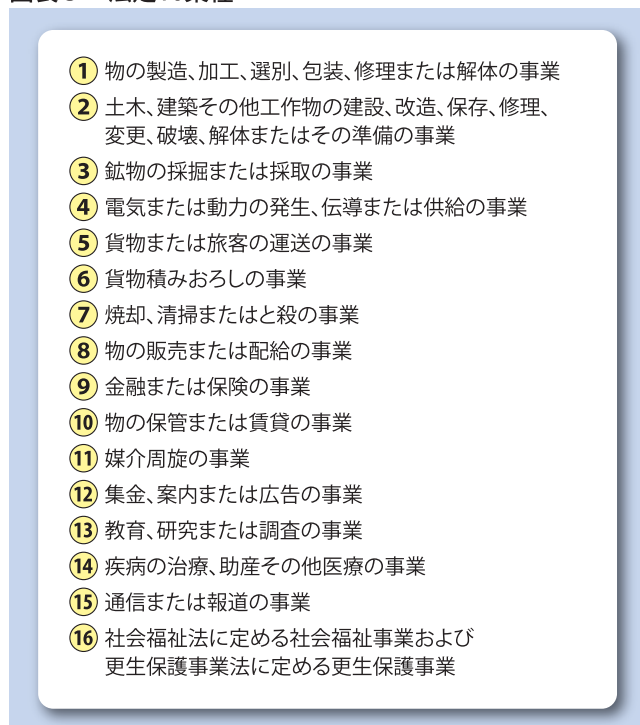 ① 物の製造、加工、選別、包装、修理または解体の事業
② 土木、建築その他工作物の建設、改造、保存、修理、
変更、破壊、解体またはその準備の事業
③ 鉱物の採掘または採取の事業
④ 電気または動力の発生、伝導または供給の事業
⑤ 貨物または旅客の運送の事業
⑥ 貨物積みおろしの事業
⑦ 焼却、清掃またはと殺の事業
⑧ 物の販売または配給の事業
⑨ 金融または保険の事業
⑩ 物の保管または賃貸の事業
⑪ 媒介周旋の事業
⑫ 集金、案内または広告の事業
⑬ 教育、研究または調査の事業
⑭ 疾病の治療、助産その他医療の事業
⑮ 通信または報道の事業
⑯ 社会福祉法に定める社会福祉事業および
更生保護事業法に定める更生保護事業